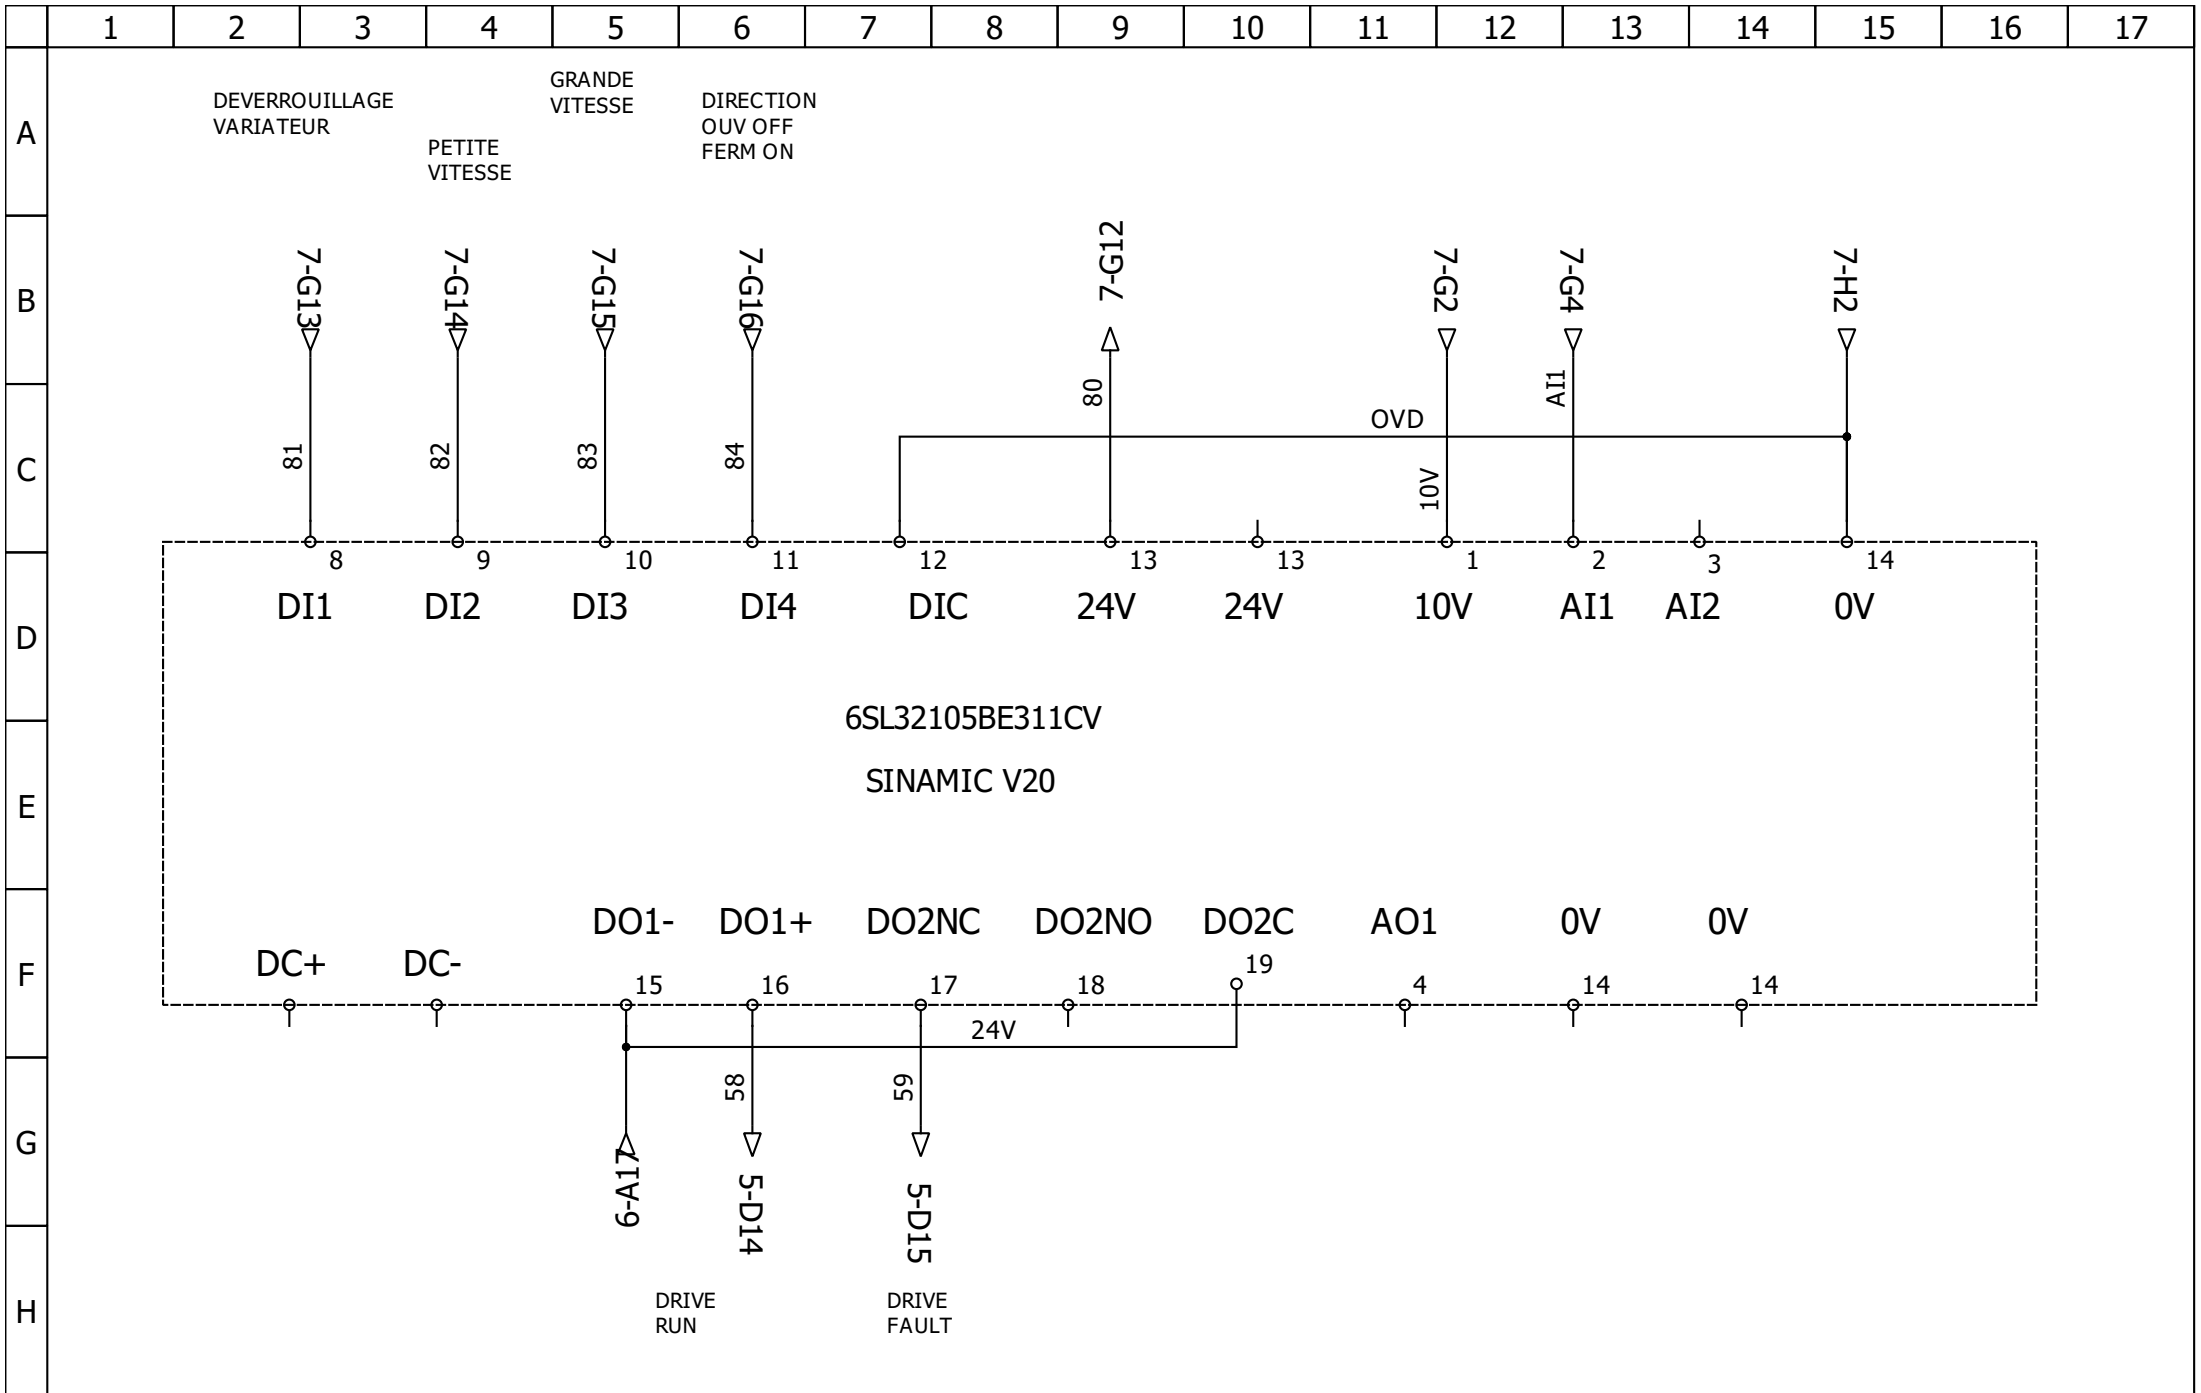 1 2 3 4 5 6 7 8 9 10 11 12 13 14 15 16 17
A
DEVERROUILLAGE
VARIATEUR
PETITE
VITESSE
GRANDE
VITESSE
DIRECTION
OUV OFF
FERM ON
B
7-G13
7-G14
7-G15
7-G16
7-G12
7-G2
7-G4
7-H2
C
81
82
83
84
80
OVD
10V
AI1
D
8 9 10 11 12 13 13 1 2 3 14
DI1 DI2 DI3 DI4 DIC 24V 24V 10V AI1 AI2 0V
6SL32105BE311CV
E
SINAMIC V20
F
DC+ DC- DO1- DO1+ DO2NC DO2NO DO2C AO1 0V 0V
15 16 17 18 19 4 14 14
24V
G
58
59
6-A17
5-D14
5-D15
H
DRIVE
RUN
DRIVE
FAULT